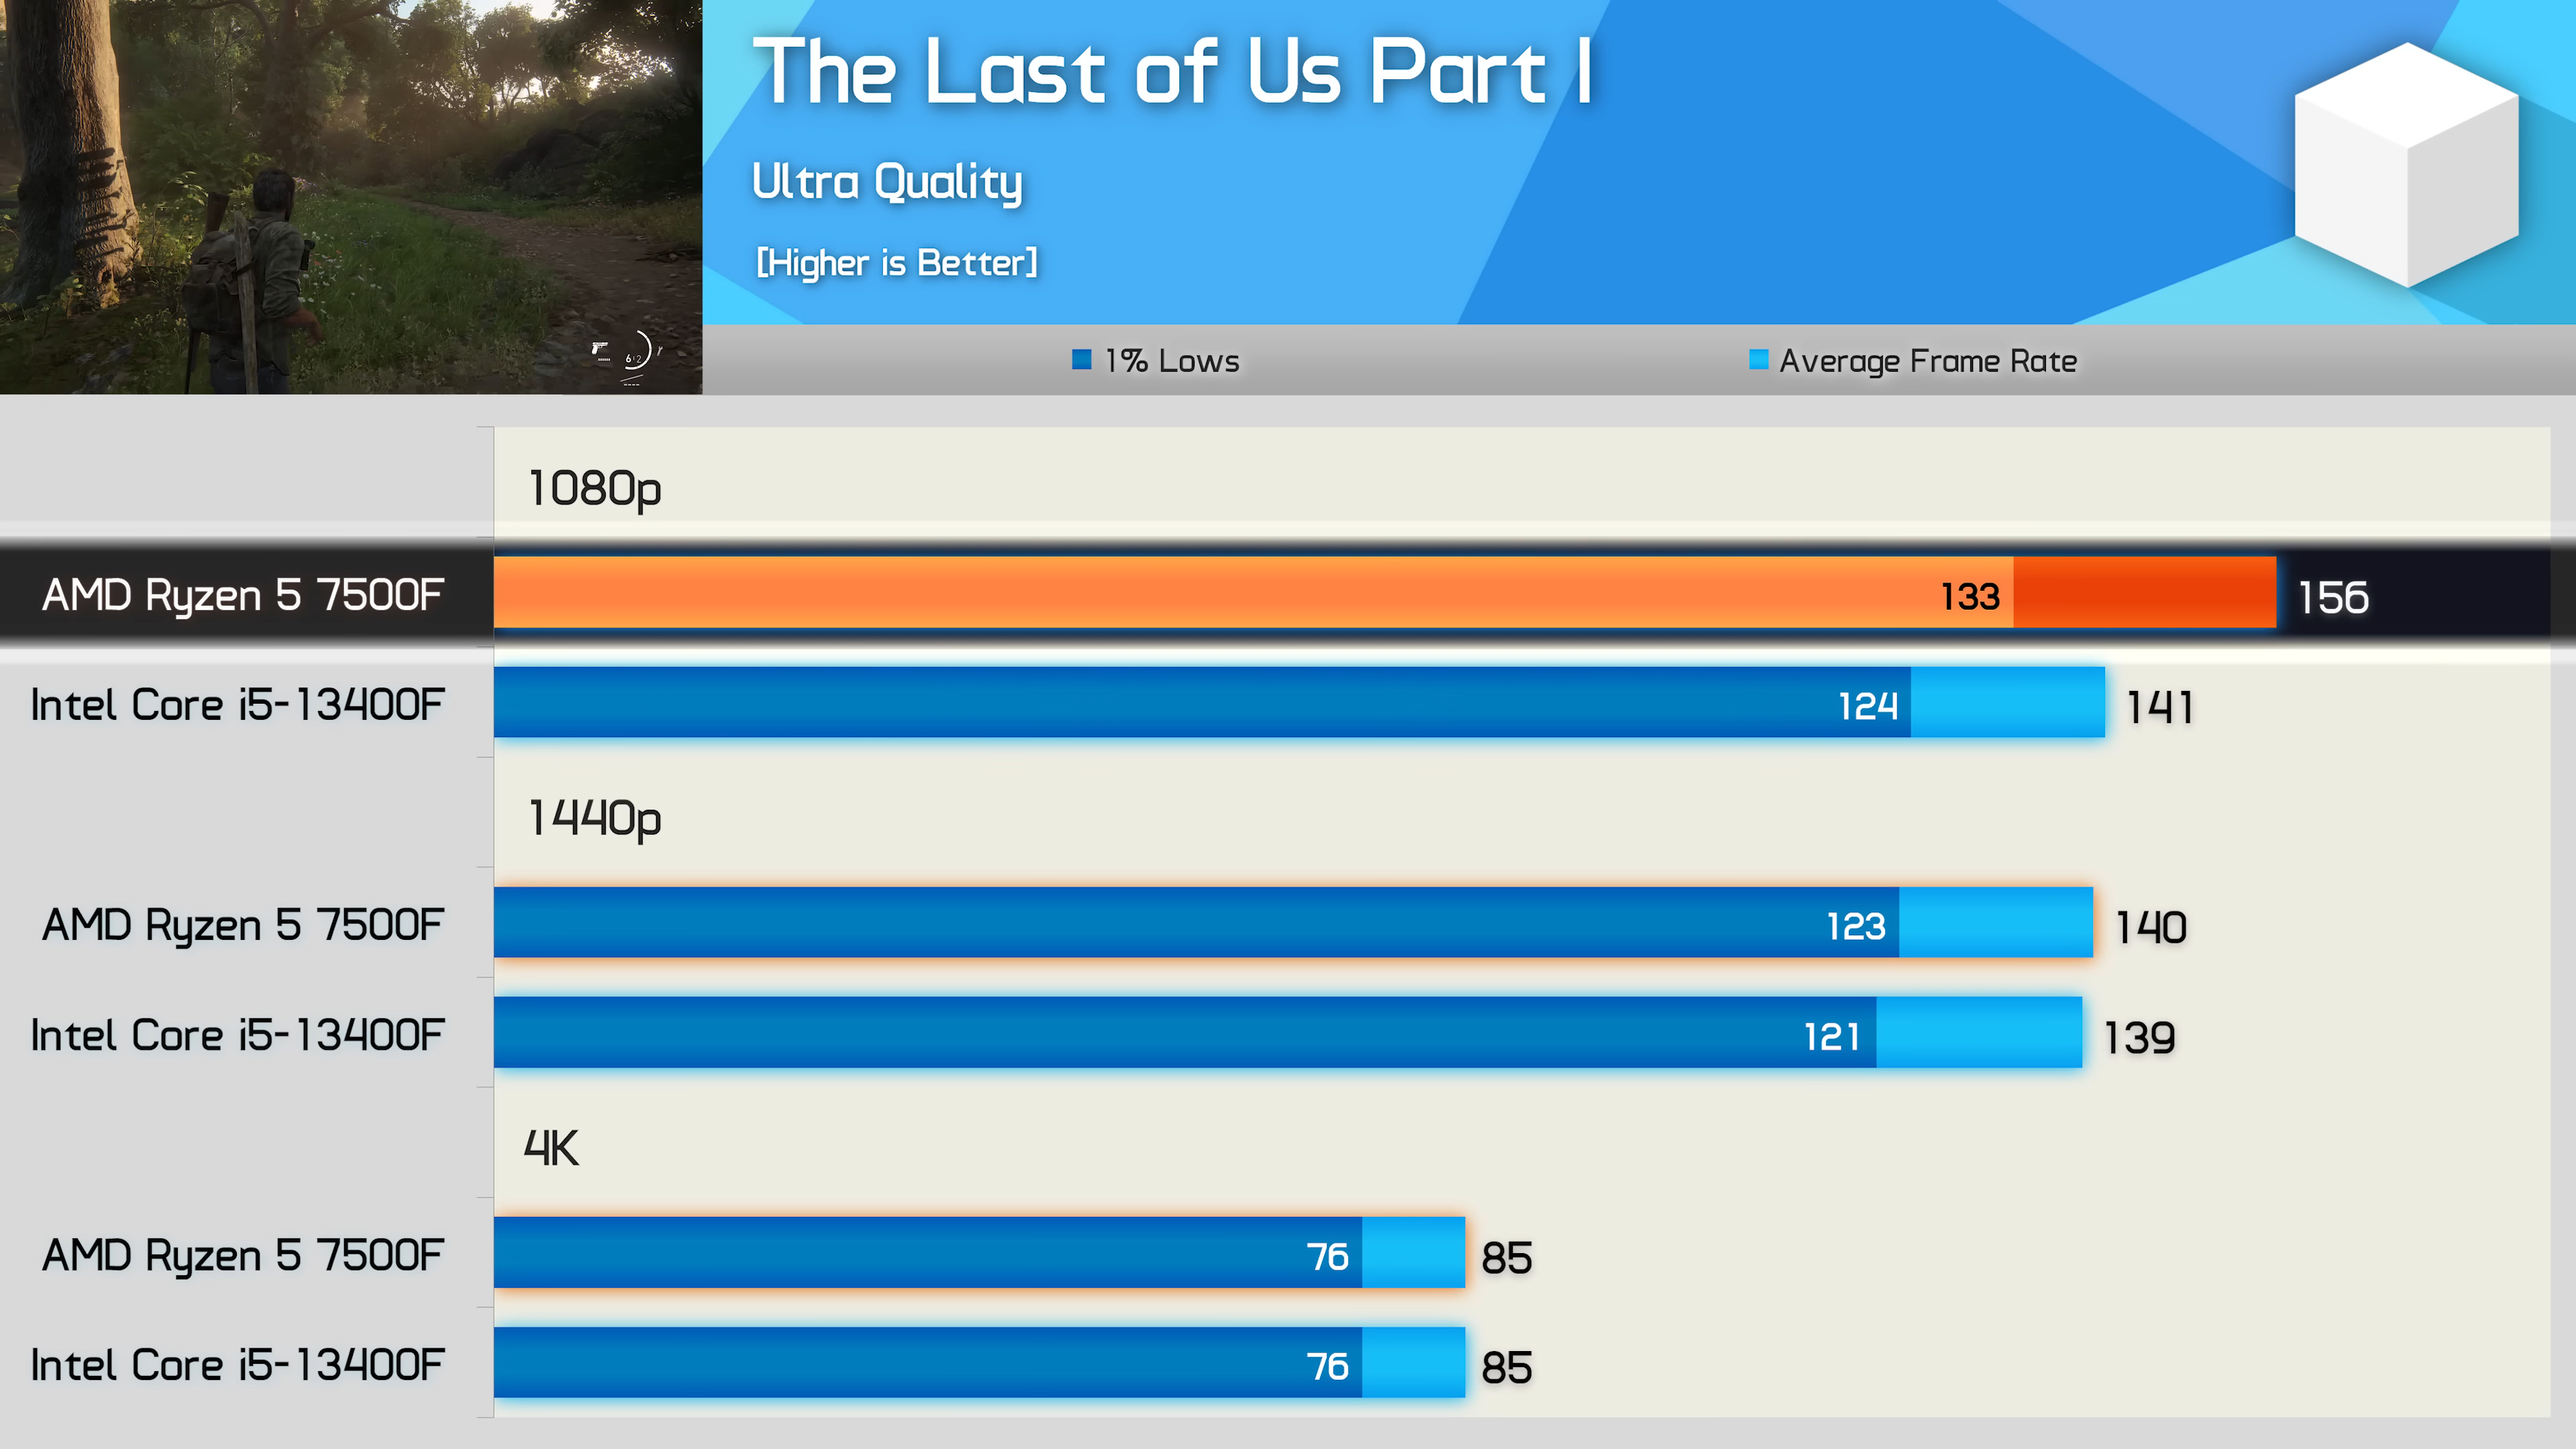 The Last of Us Part I
Ultra Quality
[Higher is Better]
1% Lows
Average Frame Rate
1080p
AMD Ryzen 5 7500F 133 156
Intel Core i5-13400F 124 141
1440p
AMD Ryzen 5 7500F 123 140
Intel Core i5-13400F 121 139
4K
AMD Ryzen 5 7500F 76 85
Intel Core i5-13400F 76 85